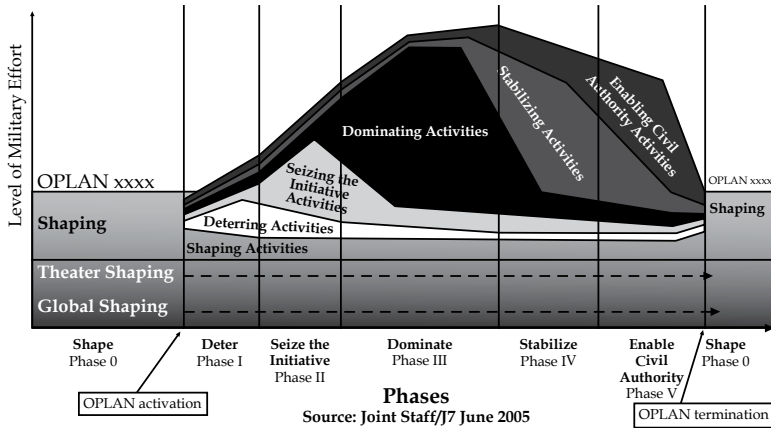 Level of Military Effort
OPLAN xxxx
Shaping
Theater Shaping
Global Shaping
Dominating Activities
Seizing the
Initiative
Activities
Deterring Activities
Shaping Activities
Stabilizing Activities
Enabling Civil
Authority Activities
OPLAN xxxx
Shaping
Shape
Phase 0
Deter
Phase I
Seize the
Initiative
Phase II
Dominate
Phase III
Stabilize
Phase IV
Enable
Civil
Authority
Phase V
Shape
Phase 0
OPLAN activation
OPLAN termination
Phases
Source: Joint Staff/J7 June 2005